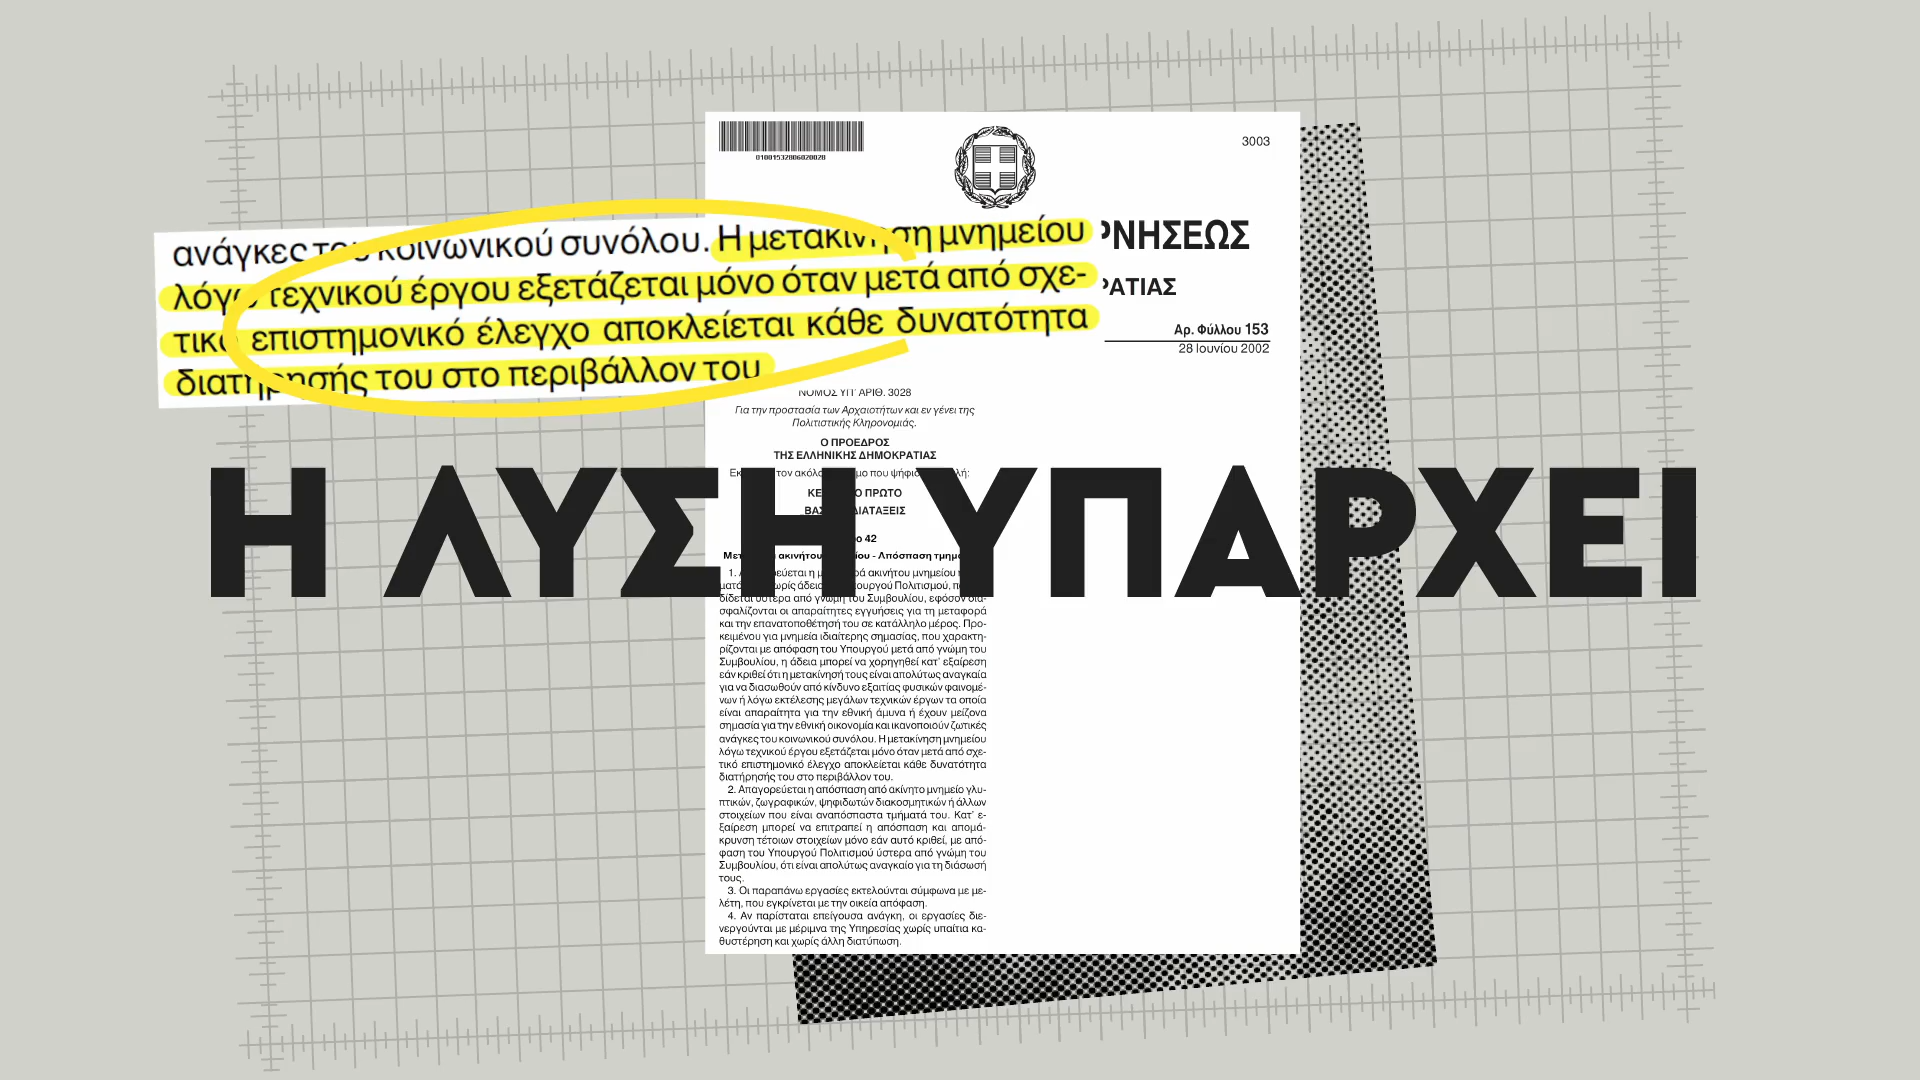 01001532806020028
3003
ΡΝΗΣΕΩΣ
ΡΑΤΙΑΣ
Αρ. Φύλλου 153
28 Ιουνίου 2002
ανάγκες του κοινωνικού συνόλου. Η μετακίνηση μνημείου
λόγω τεχνικού έργου εξετάζεται μόνο όταν μετά από σχε-
τικό επιστημονικό έλεγχο αποκλείεται κάθε δυνατότητα
διατήρησής του στο περιβάλλον του
ΝΟΜΟΣ ΥΠ' ΑΡΙΘ. 3028
Για την προστασία των Αρχαιοτήτων και εν γένει της
Πολιτιστικής Κληρονομιάς.
Ο ΠΡΟΕΔΡΟΣ
ΤΗΣ ΕΛΛΗΝΙΚΗΣ ΔΗΜΟΚΡΑΤΙΑΣ
τον που
ΠΡΩΤΟ
Η ΛΥΣΗ ΥΠΑΡΧΕΙ
42
- Απόσπαση
1.
δίδεται ύστερα από γνώμη του Συμβουλίου, εφόσον δια-
σφαλίζονται οι απαραίτητες εγγυήσεις για τη μεταφορά
και την επανατοποθέτησή του σε κατάλληλο μέρος. Προ-
κειμένου για μνημεία ιδιαίτερης σημασίας, που χαρακτη-
ρίζονται με απόφαση του Υπουργού μετά από γνώμη του
Συμβουλίου, η άδεια μπορεί να χορηγηθεί κατ' εξαίρεση
εάν κριθεί ότι η μετακίνησή τους είναι απολύτως αναγκαία
για να διασωθούν από κίνδυνο εξαιτίας φυσικών φαινομέ-
νων ή λόγω εκτέλεσης μεγάλων τεχνικών έργων τα οποία
είναι απαραίτητα για την εθνική άμυνα ή έχουν μείζονα
σημασία για την εθνική οικονομία και ικανοποιούν ζωτικές
ανάγκες του κοινωνικού συνόλου. Η μετακίνηση μνημείου
λόγω τεχνικού έργου εξετάζεται μόνο όταν μετά από σχε-
τικό επιστημονικό έλεγχο αποκλείεται κάθε δυνατότητα
διατήρησής του στο περιβάλλον του.
2. Απαγορεύεται η απόσπαση από ακίνητο μνημείο γλυ-
πτικών, ζωγραφικών, ψηφιδωτών διακοσμητικών ή άλλων
στοιχείων που είναι αναπόσπαστα τμήματά του. Κατ' ε-
ξαίρεση μπορεί να επιτραπεί η απόσπαση και απομά-
κρυνση τέτοιων στοιχείων μόνο εάν αυτό κριθεί, με από-
φαση του Υπουργού Πολιτισμού ύστερα από γνώμη του
Συμβουλίου, ότι είναι απολύτως αναγκαίο για τη διάσωσή
τους.
3. Οι παραπάνω εργασίες εκτελούνται σύμφωνα με με-
λέτη, που εγκρίνεται με την οικεία απόφαση.
4. Αν παρίσταται επείγουσα ανάγκη, οι εργασίες διε-
νεργούνται με μέριμνα της Υπηρεσίας χωρίς υπαίτια κα-
θυστέρηση και χωρίς άλλη διατύπωση.